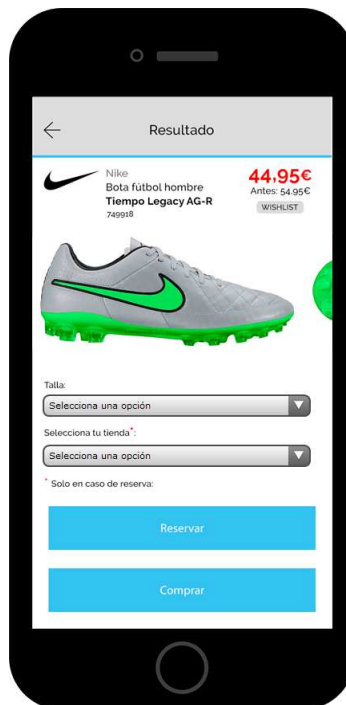 Resultado
Nike
Bota fútbol hombre
Tiempo Legacy AG-R
749918
44,95€
Antes: 54,95€
WISHLIST
Talla:
Selecciona una opción
Selecciona tu tienda*:
Selecciona una opción
* Solo en caso de reserva:
Reservar
Comprar